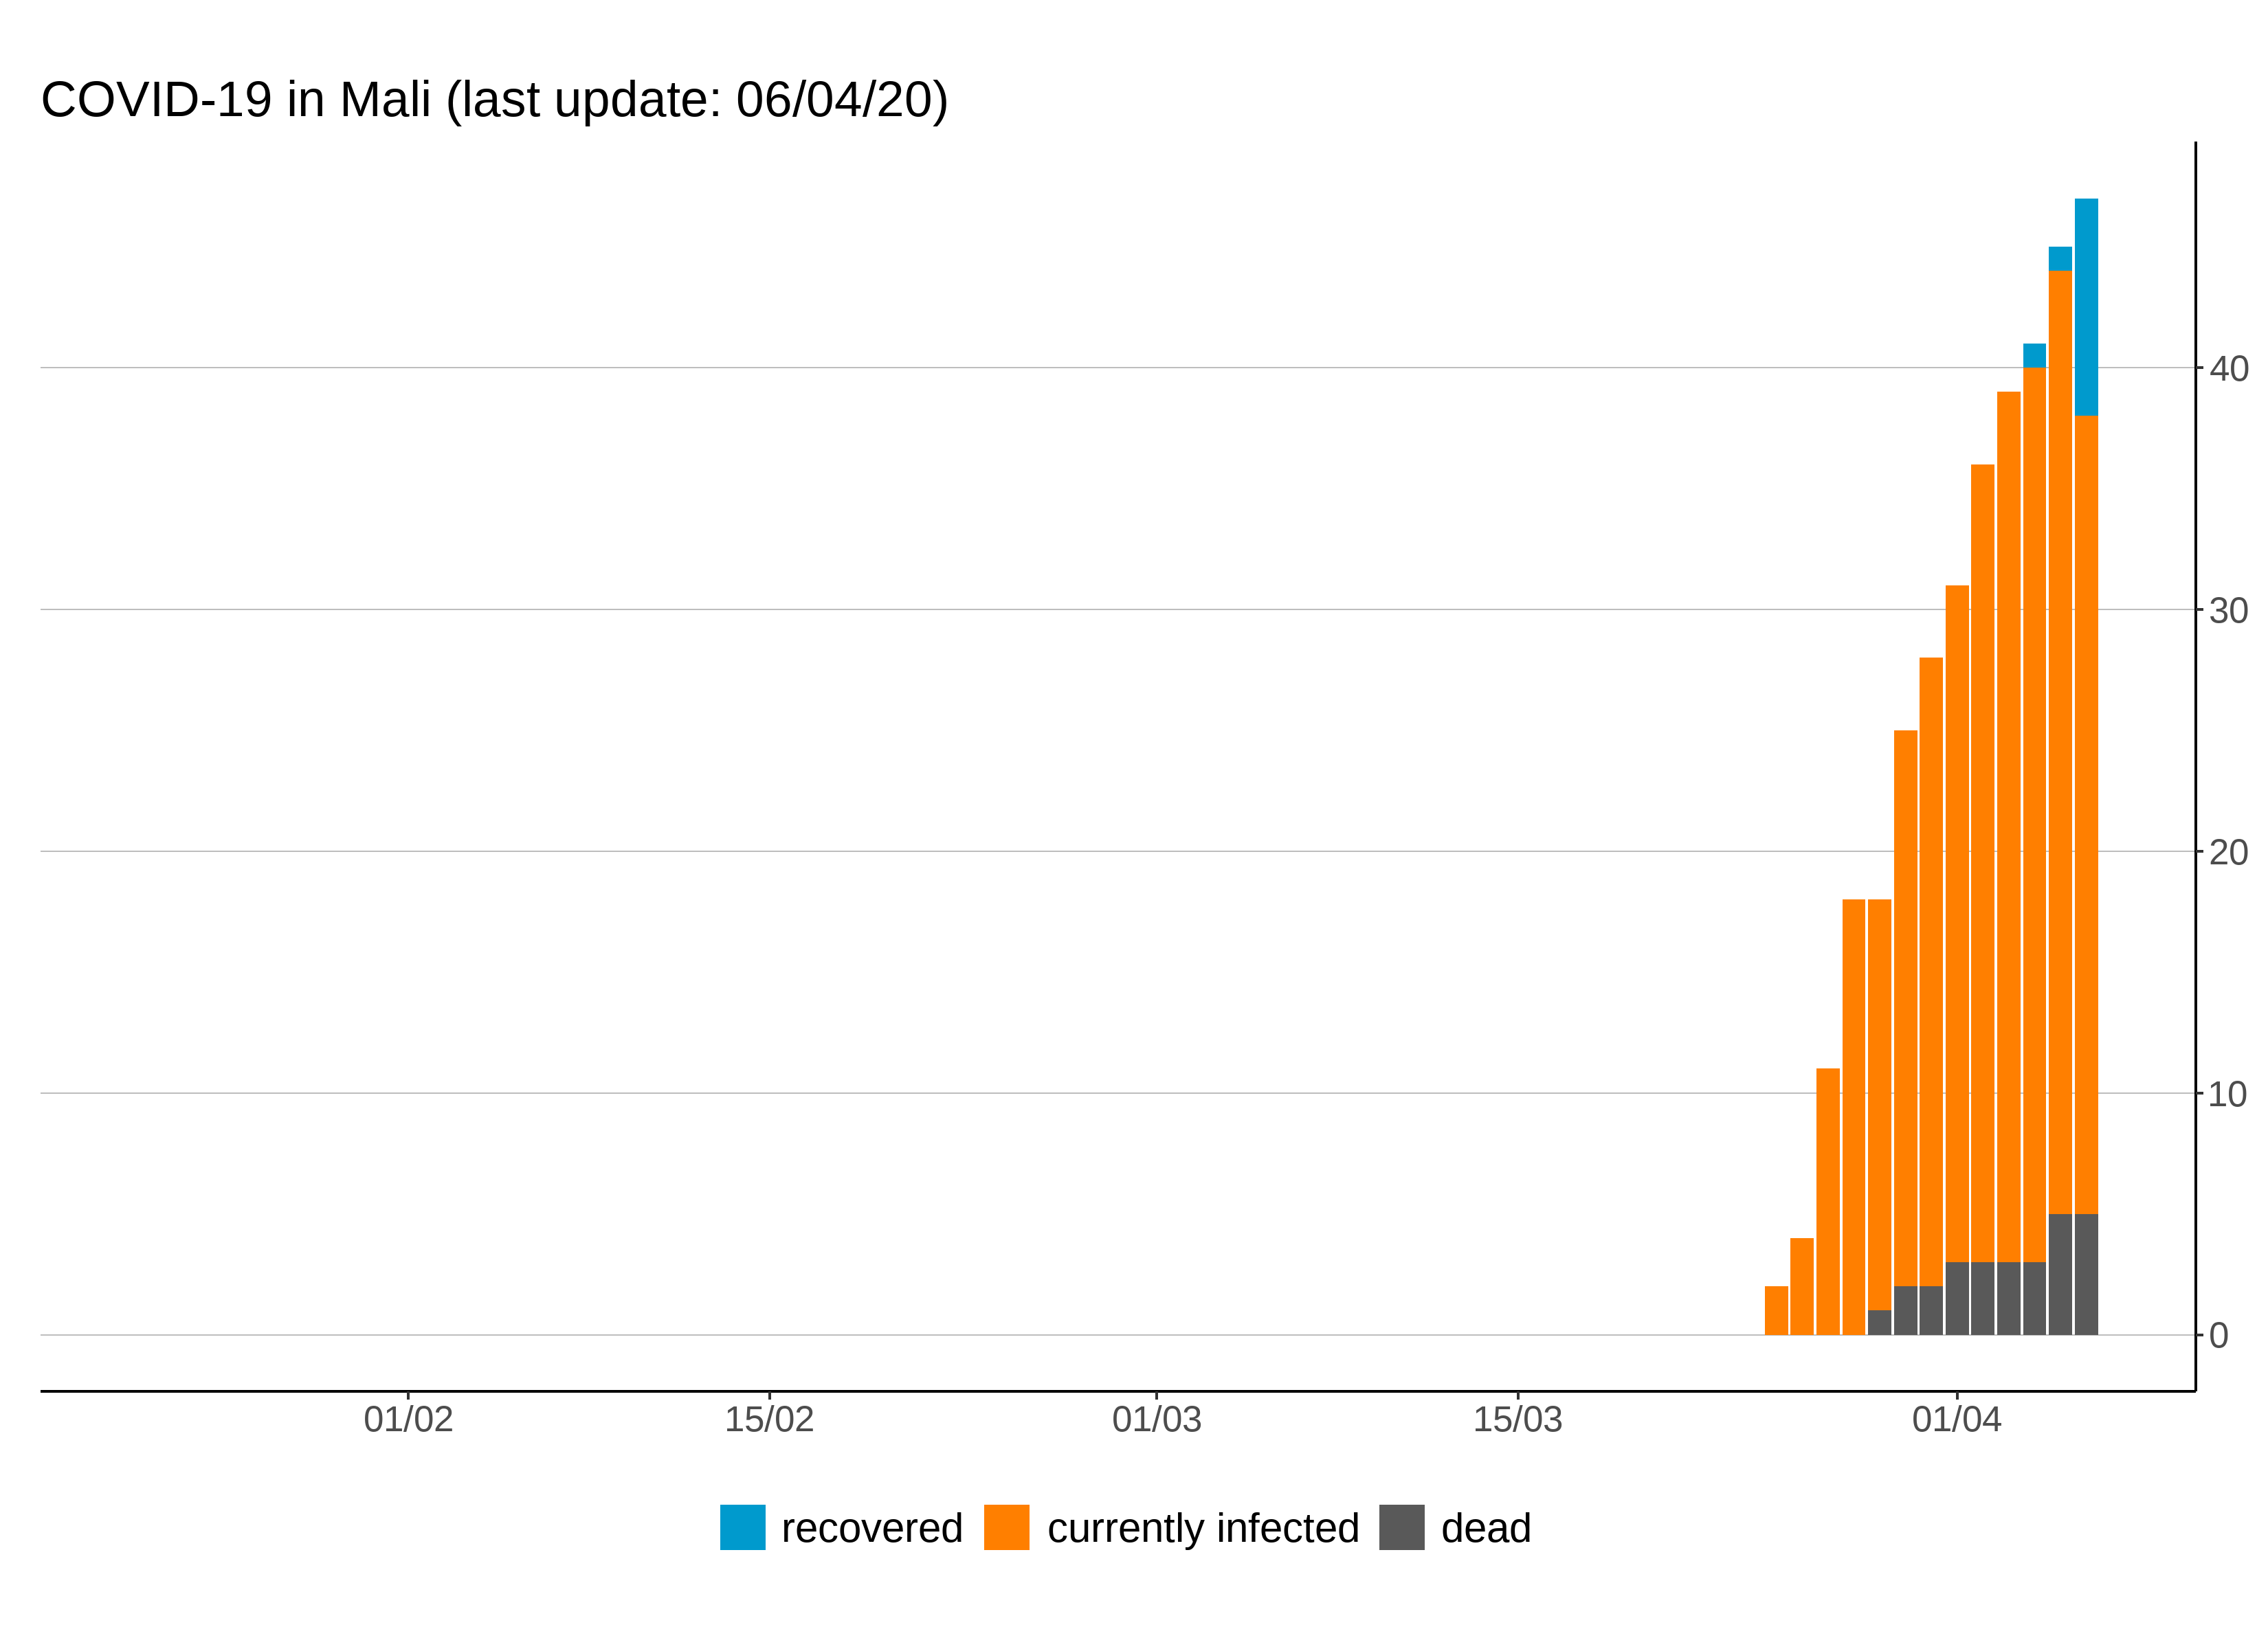 COVID-19 in Mali (last update: 06/04/20)
40
30
20
10
0
01/02 15/02 01/03 15/03 01/04
recovered currently infected dead